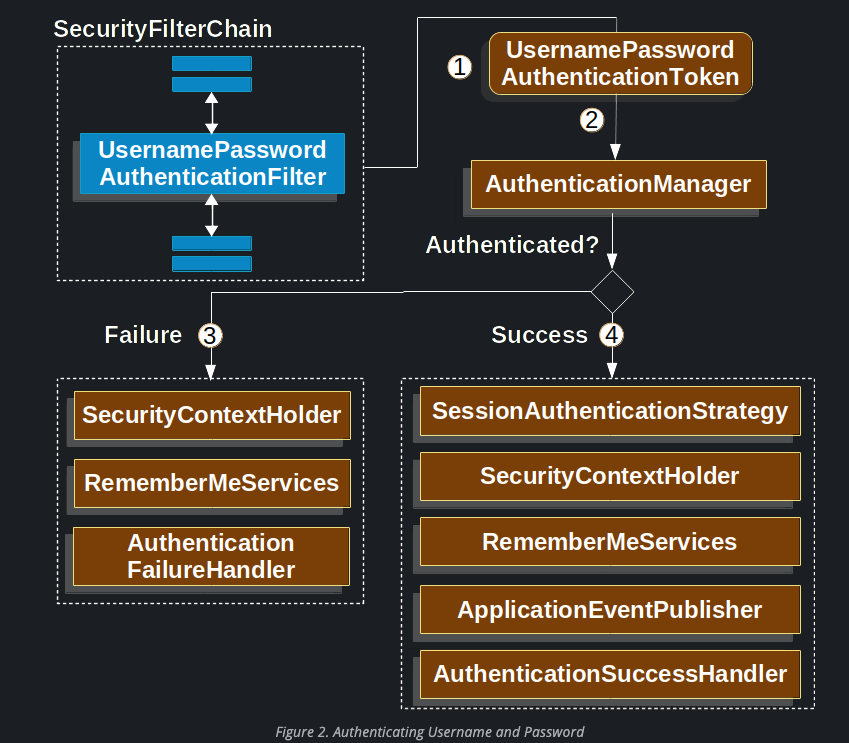 SecurityFilterChain
UsernamePassword
AuthenticationFilter
1
UsernamePassword
AuthenticationToken
2
AuthenticationManager
Authenticated?
Failure
3
SecurityContextHolder
RememberMeServices
Authentication
FailureHandler
Success
4
SessionAuthenticationStrategy
SecurityContextHolder
RememberMeServices
ApplicationEventPublisher
AuthenticationSuccessHandler
Figure 2. Authenticating Username and Password